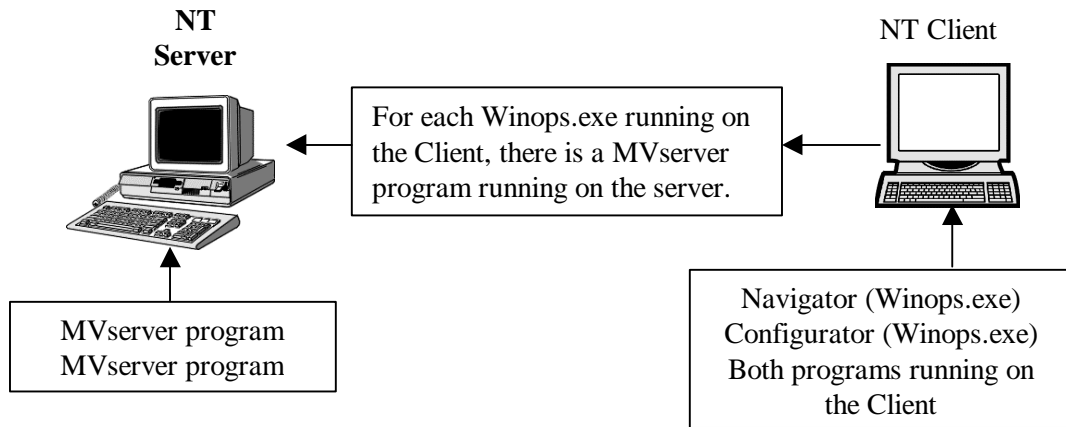 NT
Server
NT Client
For each Winops.exe running on
the Client, there is a MVserver
program running on the server.
MVserver program
MVserver program
Navigator (Winops.exe)
Configurator (Winops.exe)
Both programs running on
the Client